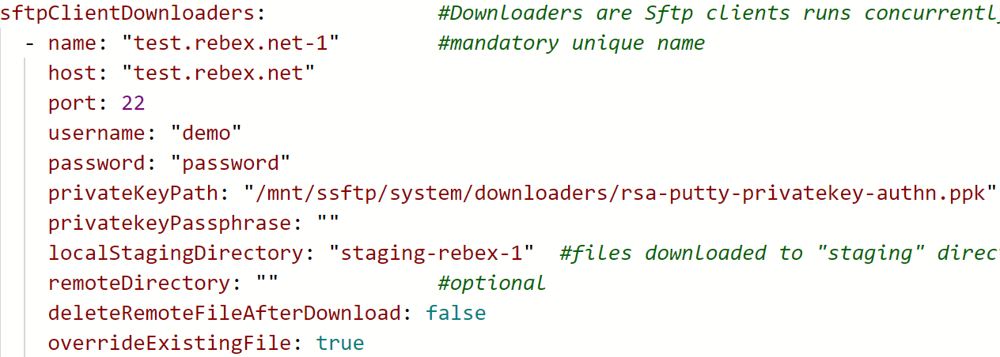 sftpClientDownloaders: #Downloaders are Sftp clients runs concurrently
- name: "test.rebex.net-1" #mandatory unique name
host: "test.rebex.net"
port: 22
username: "demo"
password: "password"
privateKeyPath: "/mnt/ssftp/system/downloaders/rsa-putty-privatekey-authn.ppk"
privatekeyPassphrase: ""
localStagingDirectory: "staging-rebex-1" #files downloaded to "staging"
remoteDirectory: "" #optional
deleteRemoteFileAfterDownload: false
overrideExistingFile: true